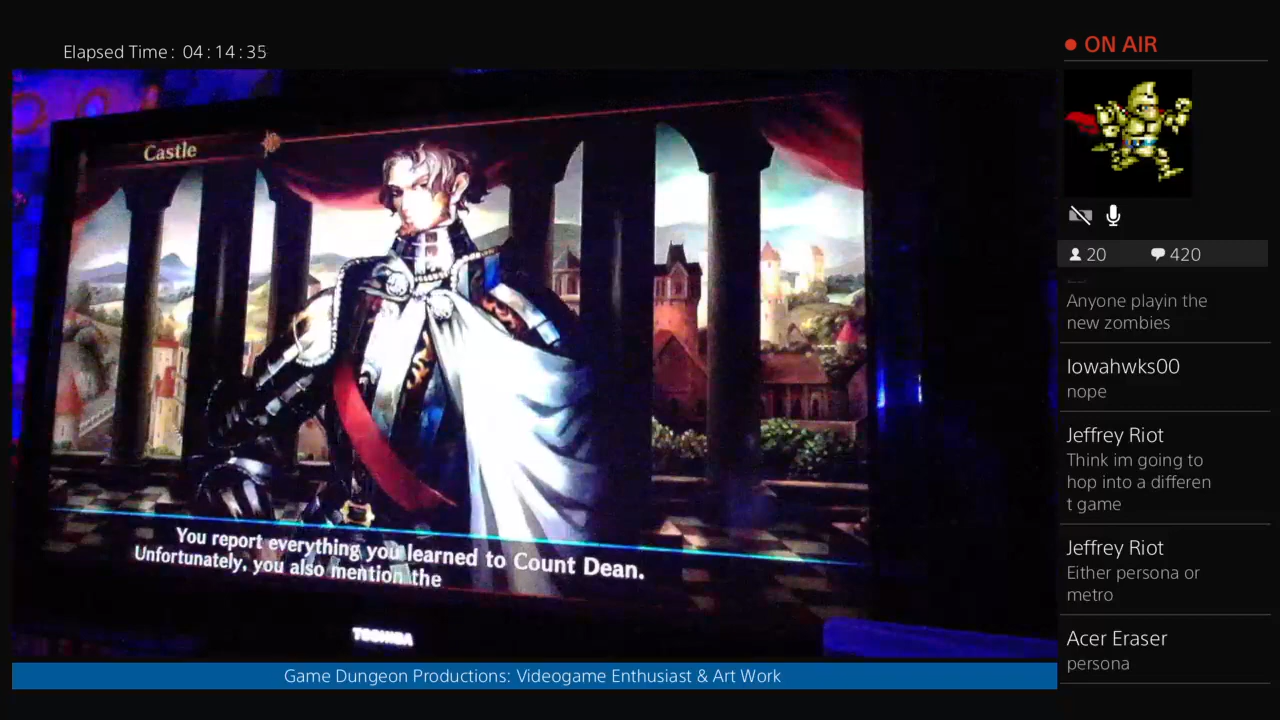 Elapsed Time: 04:14:35
ON AIR
Castle
20 420
Anyone playin the
new zombies
Iowahwks00
nope
Jeffrey Riot
Think im going to
hop into a differen
t game
Jeffrey Riot
Either persona or
metro
Acer Eraser
persona
You report everything you learned to Count Dean.
Unfortunately, you also mention the
TOSHIBA
Game Dungeon Productions: Videogame Enthusiast & Art Work